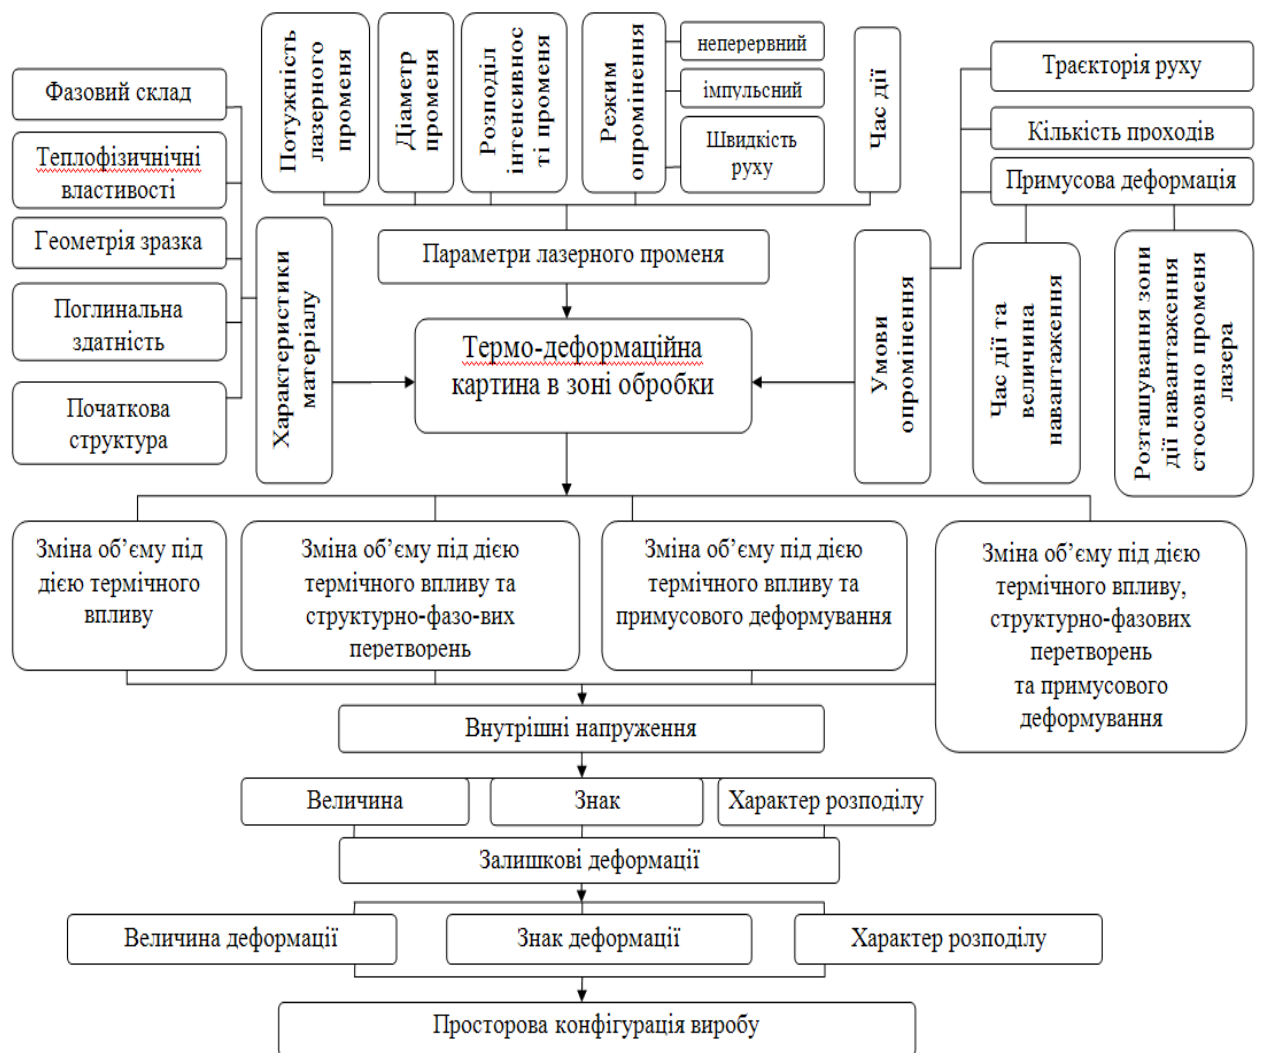 Фазовий склад
Теплофізичнічні
властивості
Геометрія зразка
Поглинальна
здатність
Початкова
структура
Характеристики
матеріалу
Потужність
лазерного
променя
Діаметр
променя
Розподіл
інтенсивнос
ті променя
Режим
опромінення
неперервний
імпульсний
Швидкість
руху
Час дії
Параметри лазерного променя
Термо-деформаційна
картина в зоні обробки
Умови
опромінення
Траєкторія руху
Кількість проходів
Примусова деформація
Час дії та
величина
навантаження
Розташування зони
дії навантаження
стосовно променя
лазера
Зміна об’єму під
дією термічного
впливу
Зміна об’єму під дією
термічного впливу та
структурно-фазо-вих
перетворень
Зміна об’єму під дією
термічного впливу та
примусового деформування
Зміна об’єму під дією
термічного впливу,
структурно-фазових
перетворень
та примусового
деформування
Внутрішні напруження
Величина
Знак
Характер розподілу
Залишкові деформації
Величина деформації
Знак деформації
Характер розподілу
Просторова конфігурація виробу